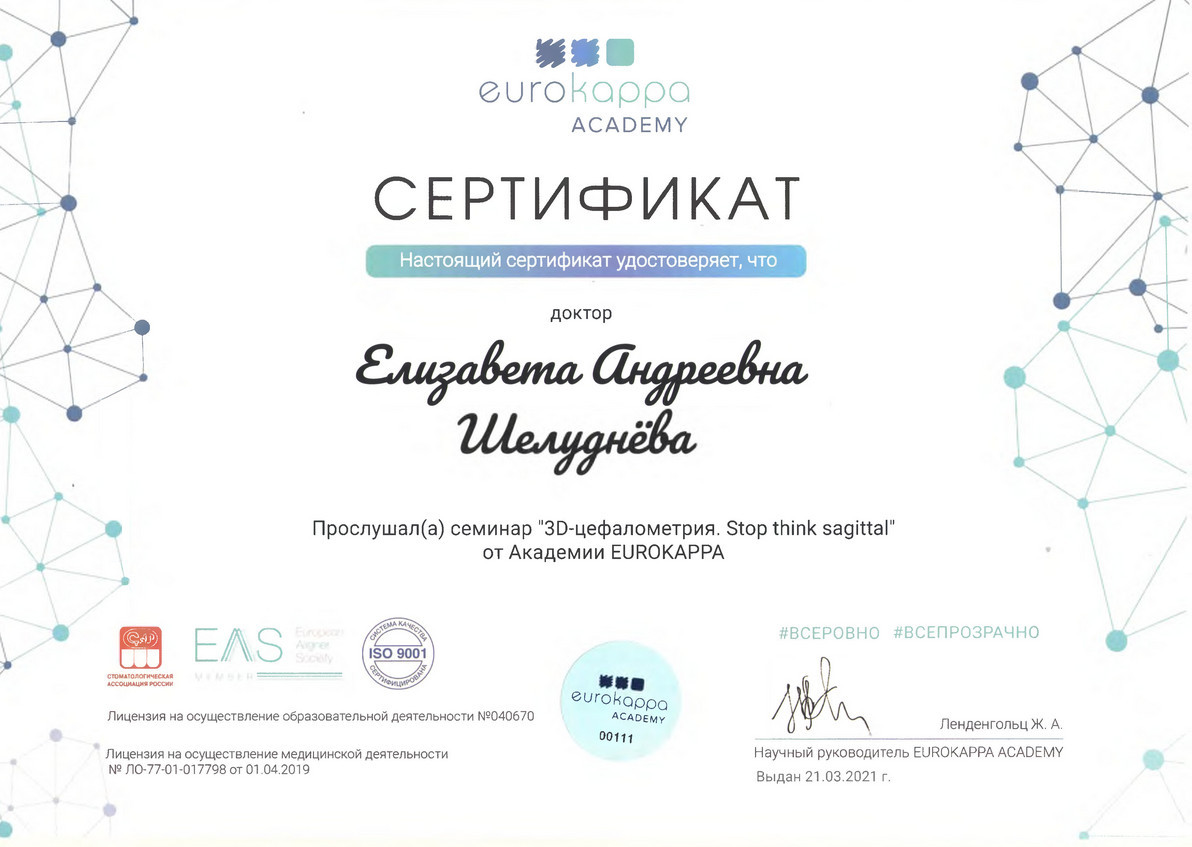 eurokappa
ACADEMY
СЕРТИФИКАТ
Настоящий сертификат удостоверяет, что
доктор
Елизавета Андреевна
Шелуднёва
Прослушал(а) семинар "3D-цефалометрия. Stop think sagittal"
от Академии EUROKAPPA
СтАР
СТОМАТОЛОГИЧЕСКАЯ
АССОЦИАЦИЯ РОССИИ
EAS
European
Aligner
Society
MEMBER
СИСТЕМА КАЧЕСТВА
ISO 9001
СЕРТИФИЦИРОВАНА
Лицензия на осуществление образовательной деятельности №040670
Лицензия на осуществление медицинской деятельности
№ ЛО-77-01-017798 от 01.04.2019
eurokappa
ACADEMY
00111
#ВСЕРОВНО #ВСЕПРОЗРАЧНО
Ленденгольц Ж. А.
Научный руководитель EUROKAPPA ACADEMY
Выдан 21.03.2021 г.